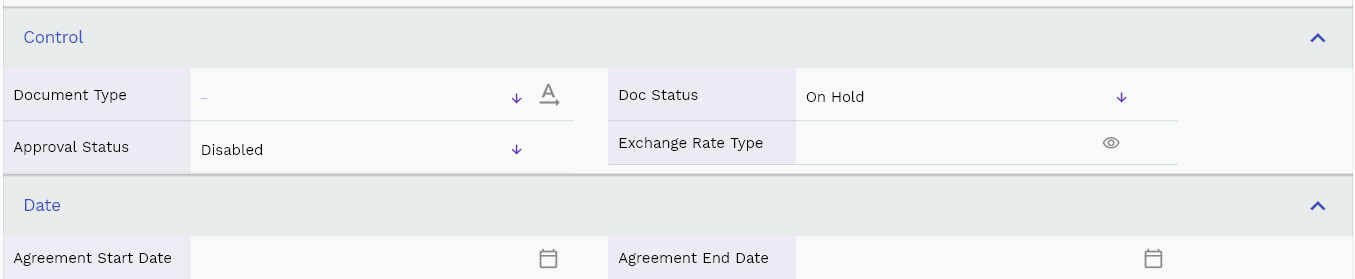 Control
Document Type – A Doc Status On Hold
Approval Status Disabled Exchange Rate Type
Date
Agreement Start Date Agreement End Date